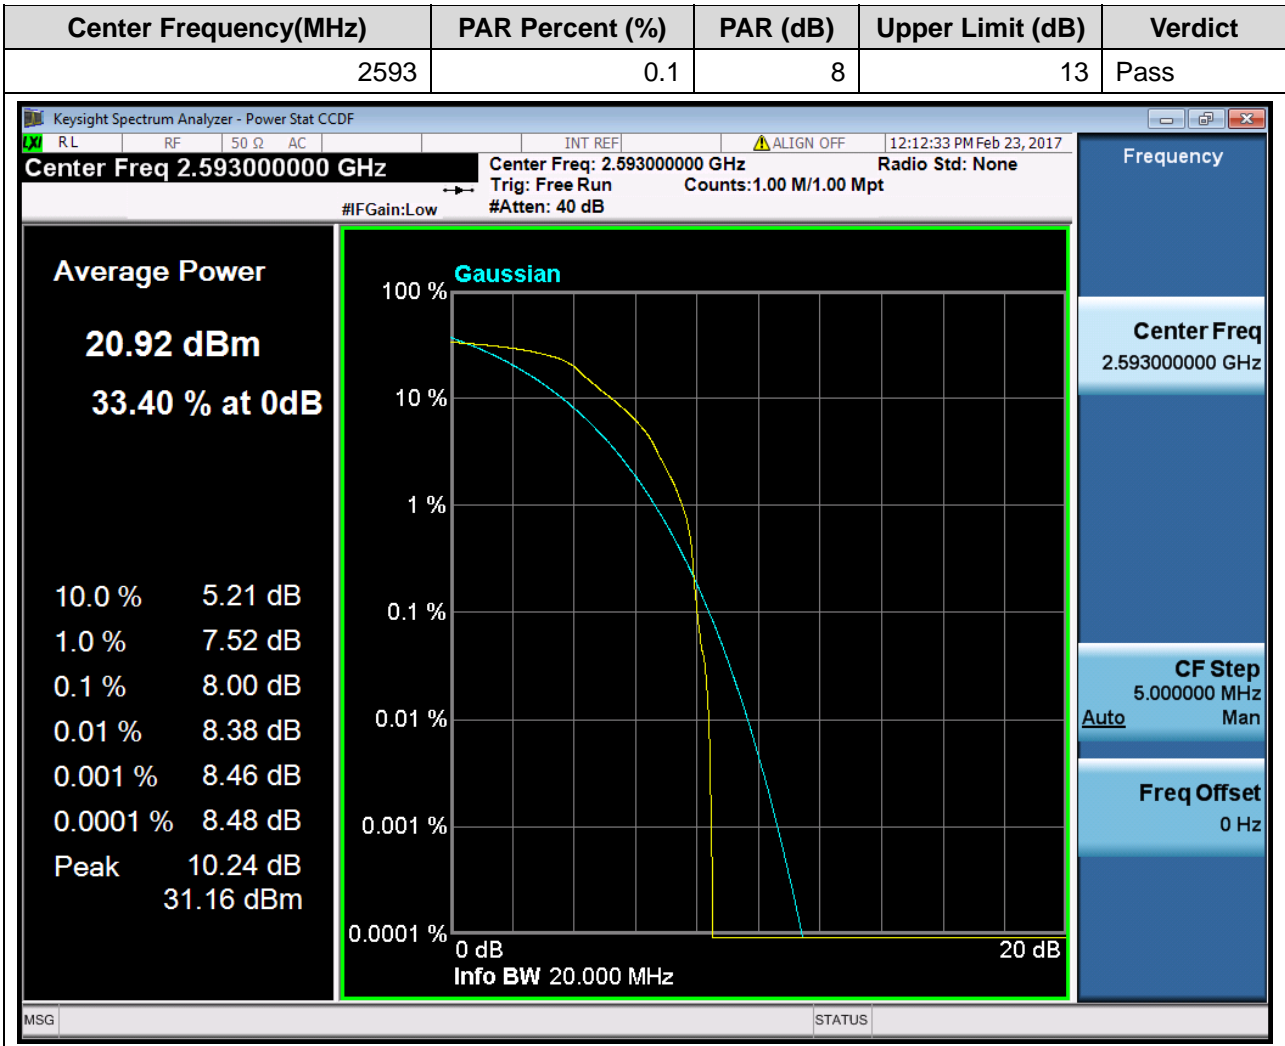 Center Frequency(MHz) PAR Percent (%) PAR (dB) Upper Limit (dB) Verdict
2593 0.1 8 13 Pass
Keysight Spectrum Analyzer - Power Stat CCDF
LXI RL RF 50 Ω AC INT REF ALIGN OFF 12:12:33 PM Feb 23, 2017
Center Freq 2.593000000 GHz
Center Freq: 2.593000000 GHz Radio Std: None
Trig: Free Run Counts:1.00 M/1.00 Mpt
#IFGain:Low #Atten: 40 dB
Average Power
20.92 dBm
33.40 % at 0dB
10.0 % 5.21 dB
1.0 % 7.52 dB
0.1 % 8.00 dB
0.01 % 8.38 dB
0.001 % 8.46 dB
0.0001 % 8.48 dB
Peak 10.24 dB
31.16 dBm
Gaussian
100 %
10 %
1 %
0.1 %
0.01 %
0.001 %
0.0001 %
0 dB 20 dB
Info BW 20.000 MHz
Frequency
Center Freq
2.593000000 GHz
CF Step
5.000000 MHz
Auto Man
Freq Offset
0 Hz
MSG STATUS